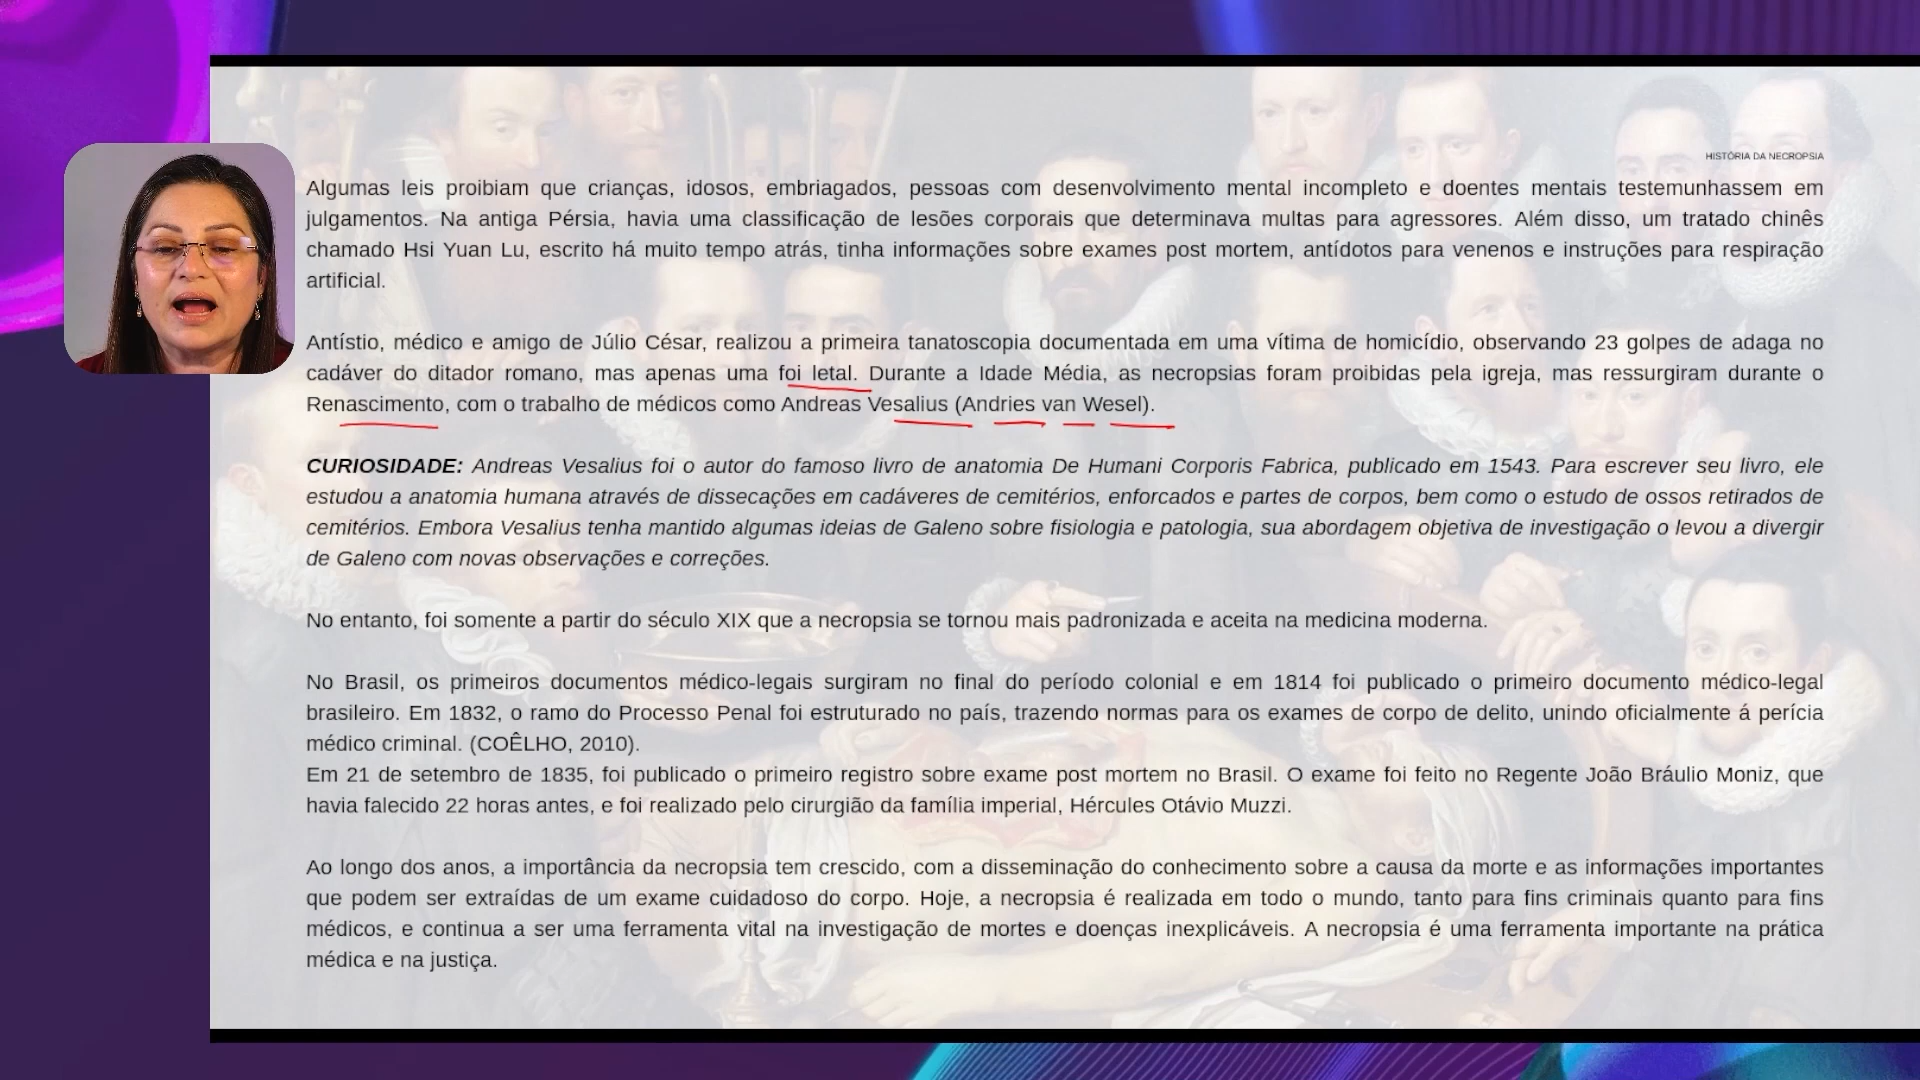 HISTÓRIA DA NECROPSIA
Algumas leis proibiam que crianças, idosos, embriagados, pessoas com desenvolvimento mental incompleto e doentes mentais testemunhassem em
julgamentos. Na antiga Pérsia, havia uma classificação de lesões corporais que determinava multas para agressores. Além disso, um tratado chinês
chamado Hsi Yuan Lu, escrito há muito tempo atrás, tinha informações sobre exames post mortem, antídotos para venenos e instruções para respiração
artificial.
Antístio, médico e amigo de Júlio César, realizou a primeira tanatoscopia documentada em uma vítima de homicídio, observando 23 golpes de adaga no
cadáver do ditador romano, mas apenas uma foi letal. Durante a Idade Média, as necropsias foram proibidas pela igreja, mas ressurgiram durante o
Renascimento, com o trabalho de médicos como Andreas Vesalius (Andries van Wesel).
CURIOSIDADE: Andreas Vesalius foi o autor do famoso livro de anatomia De Humani Corporis Fabrica, publicado em 1543. Para escrever seu livro, ele
estudou a anatomia humana através de dissecações em cadáveres de cemitérios, enforcados e partes de corpos, bem como o estudo de ossos retirados de
cemitérios. Embora Vesalius tenha mantido algumas ideias de Galeno sobre fisiologia e patologia, sua abordagem objetiva de investigação o levou a divergir
de Galeno com novas observações e correções.
No entanto, foi somente a partir do século XIX que a necropsia se tornou mais padronizada e aceita na medicina moderna.
No Brasil, os primeiros documentos médico-legais surgiram no final do período colonial e em 1814 foi publicado o primeiro documento médico-legal
brasileiro. Em 1832, o ramo do Processo Penal foi estruturado no país, trazendo normas para os exames de corpo de delito, unindo oficialmente á perícia
médico criminal. (COÊLHO, 2010).
Em 21 de setembro de 1835, foi publicado o primeiro registro sobre exame post mortem no Brasil. O exame foi feito no Regente João Bráulio Moniz, que
havia falecido 22 horas antes, e foi realizado pelo cirurgião da família imperial, Hércules Otávio Muzzi.
Ao longo dos anos, a importância da necropsia tem crescido, com a disseminação do conhecimento sobre a causa da morte e as informações importantes
que podem ser extraídas de um exame cuidadoso do corpo. Hoje, a necropsia é realizada em todo o mundo, tanto para fins criminais quanto para fins
médicos, e continua a ser uma ferramenta vital na investigação de mortes e doenças inexplicáveis. A necropsia é uma ferramenta importante na prática
médica e na justiça.